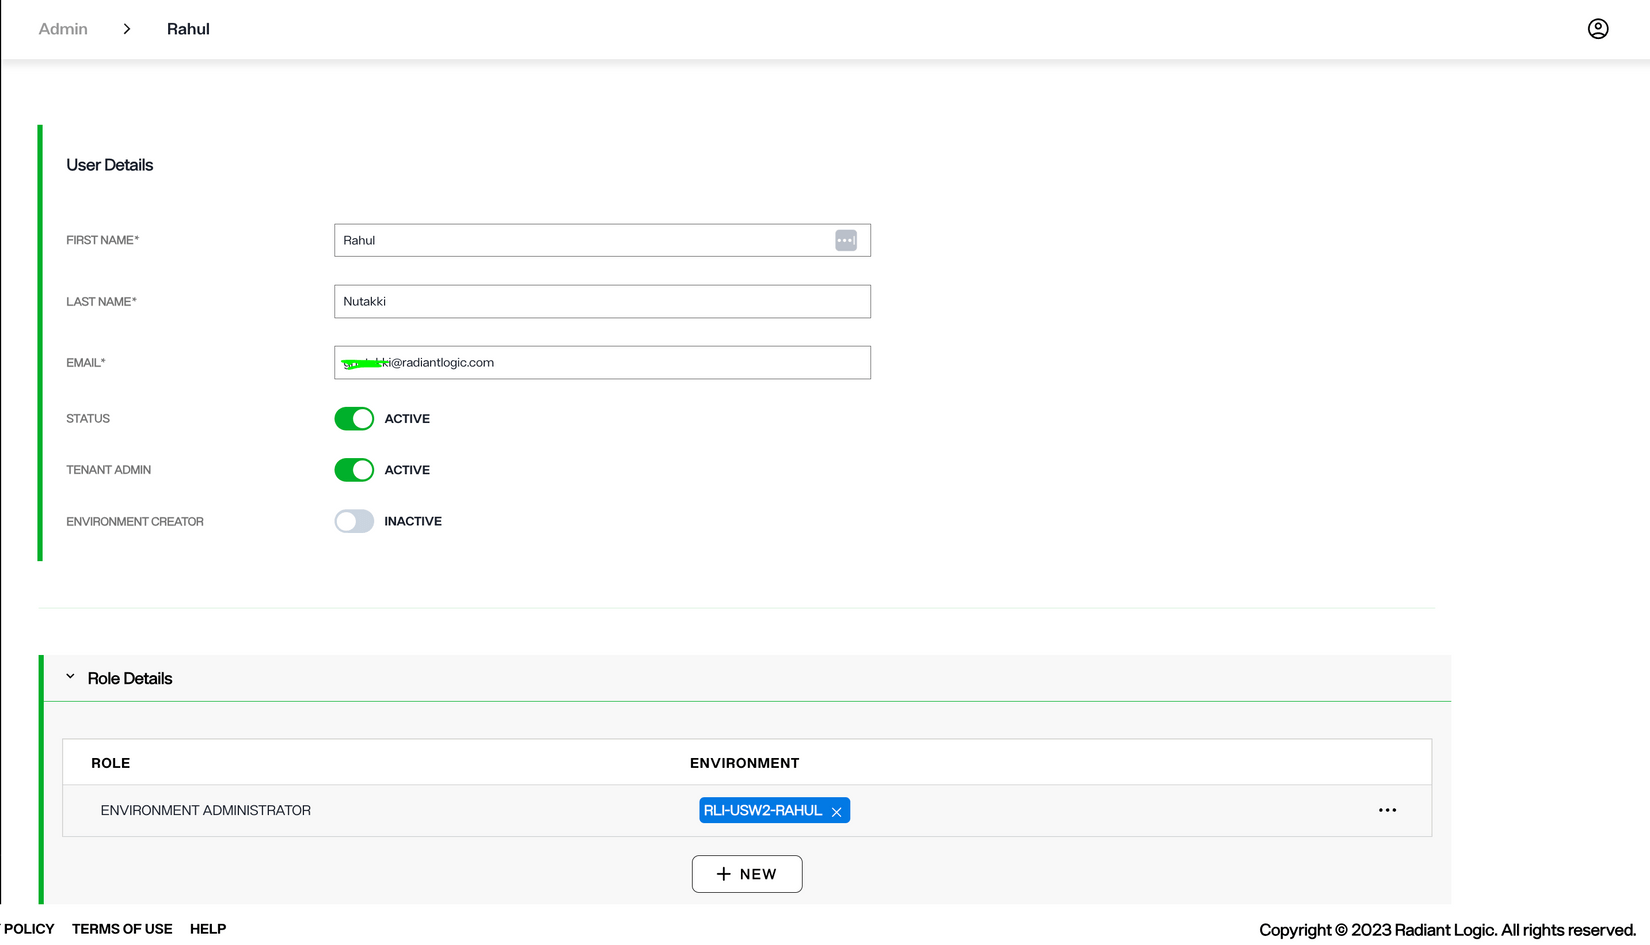 Admin > Rahul
User Details
FIRST NAME* Rahul
LAST NAME* Nutakki
EMAIL* ki@radiantlogic.com
STATUS ACTIVE
TENANT ADMIN ACTIVE
ENVIRONMENT CREATOR INACTIVE
Role Details
ROLE ENVIRONMENT
ENVIRONMENT ADMINISTRATOR RLI-USW2-RAHUL
+ NEW
POLICY TERMS OF USE HELP Copyright © 2023 Radiant Logic. All rights reserved.